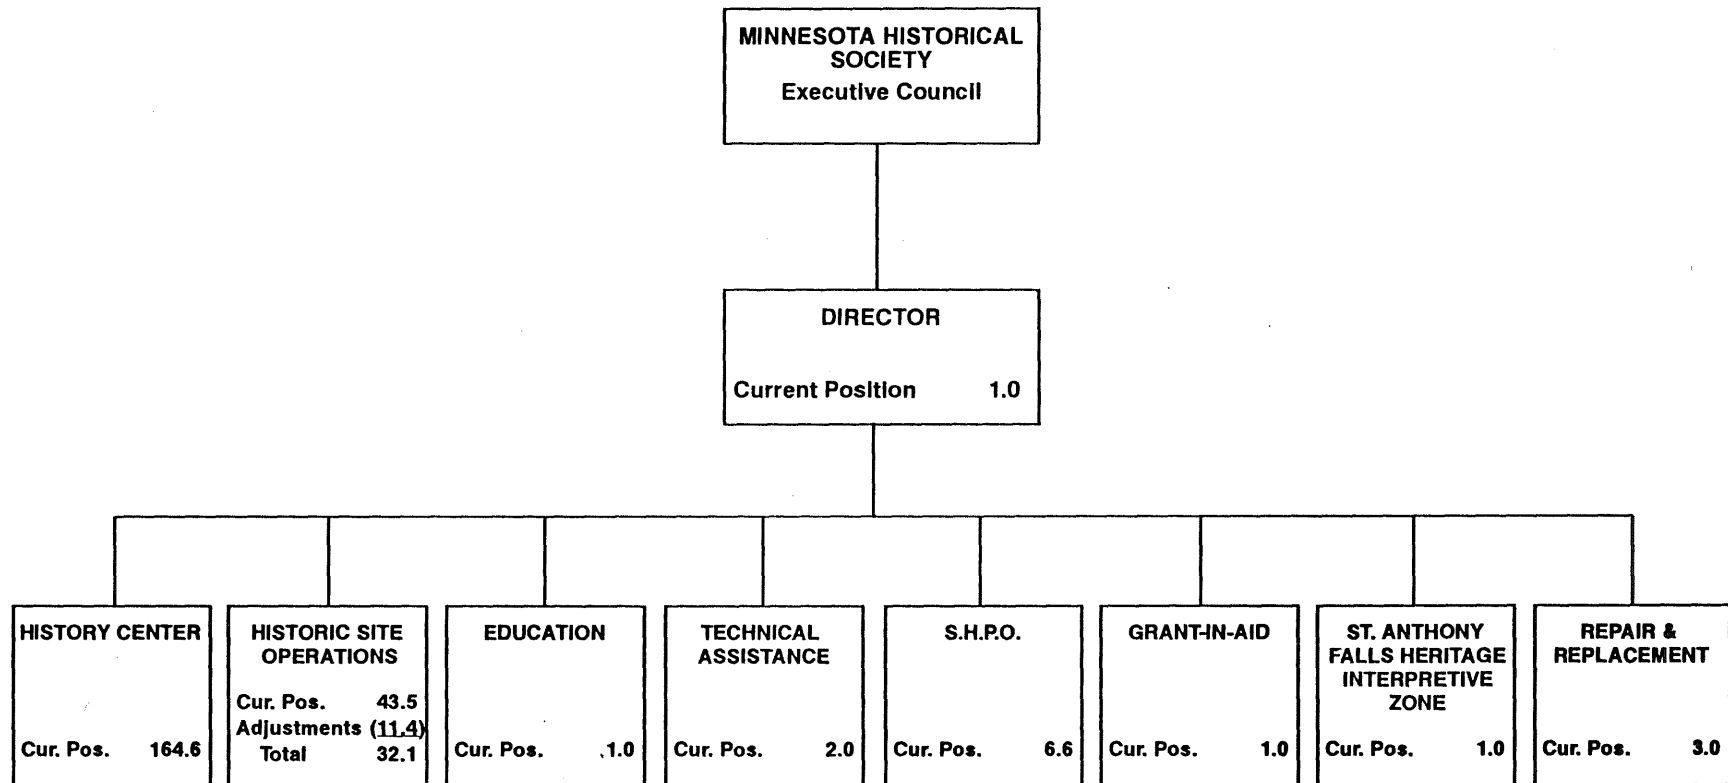 MINNESOTA HISTORICAL
SOCIETY
Executive Council
DIRECTOR
Current Position 1.0
HISTORY CENTER
Cur. Pos. 164.6
HISTORIC SITE
OPERATIONS
Cur. Pos. 43.5
Adjustments (11.4)
Total 32.1
EDUCATION
Cur. Pos. 1.0
TECHNICAL
ASSISTANCE
Cur. Pos. 2.0
S.H.P.O.
Cur. Pos. 6.6
GRANT-IN-AID
Cur. Pos. 1.0
ST. ANTHONY
FALLS HERITAGE
INTERPRETIVE
ZONE
Cur. Pos. 1.0
REPAIR &
REPLACEMENT
Cur. Pos. 3.0